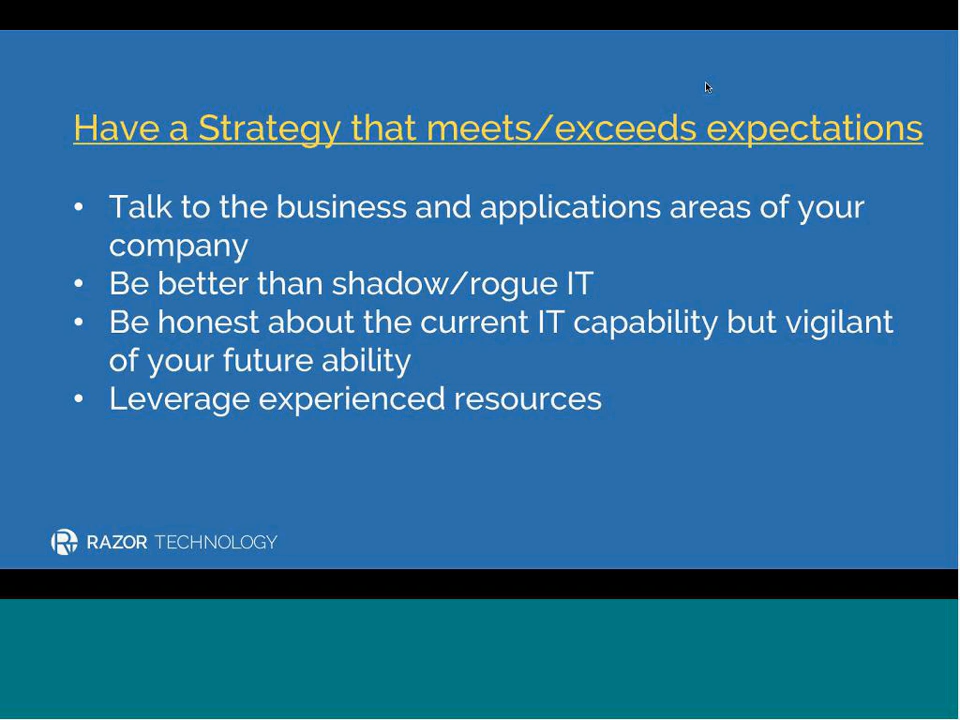 Have a Strategy that meets/exceeds expectations
• Talk to the business and applications areas of your
company
• Be better than shadow/rogue IT
• Be honest about the current IT capability but vigilant
of your future ability
• Leverage experienced resources
RAZOR TECHNOLOGY